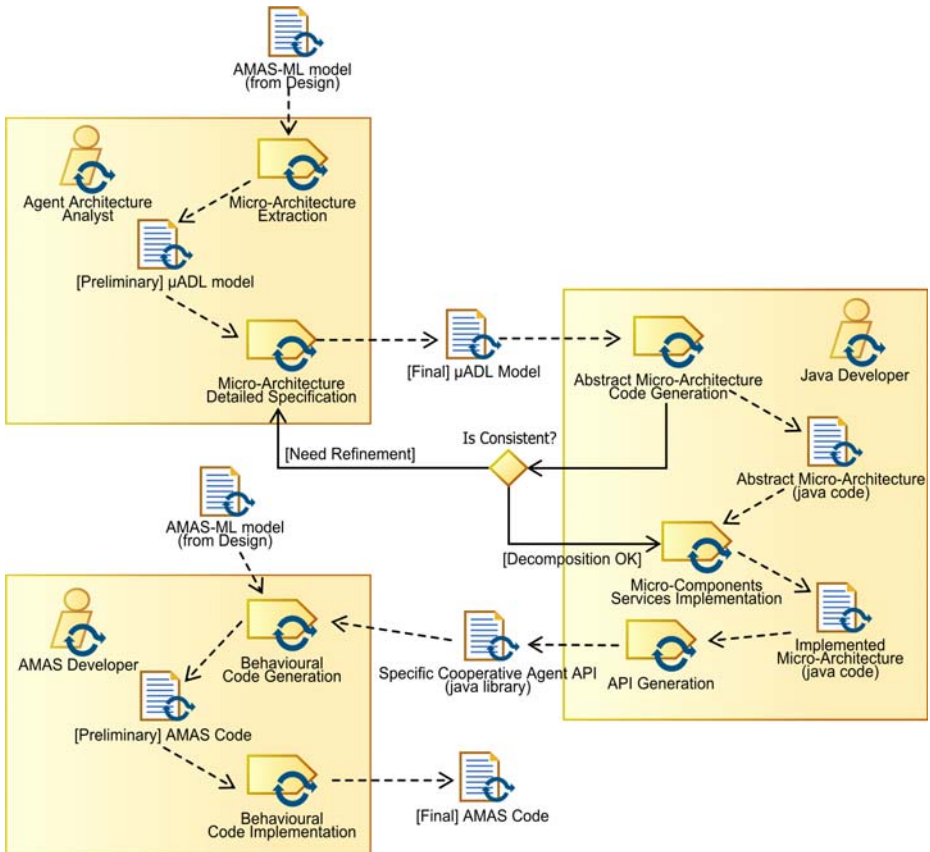 AMAS-ML model
(from Design)
Agent Architecture
Analyst
Micro-Architecture
Extraction
[Preliminary] µADL model
Micro-Architecture
Detailed Specification
[Final] µADL Model
Abstract Micro-Architecture
Code Generation
Java Developer
Is Consistent?
[Need Refinement]
Abstract Micro-Architecture
(java code)
AMAS-ML model
(from Design)
[Decomposition OK]
Micro-Components
Services Implementation
AMAS Developer
Behavioural
Code Generation
Specific Cooperative Agent API
(java library)
API Generation
Implemented
Micro-Architecture
(java code)
[Preliminary] AMAS Code
Behavioural
Code Implementation
[Final] AMAS Code